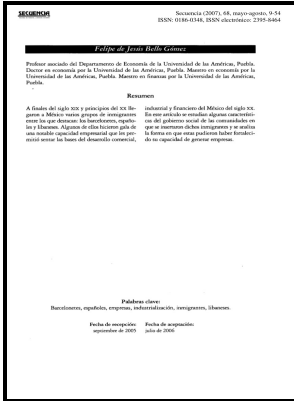 SECUENCIA
Secuencia (2007), 68, mayo-agosto, 9-54
ISSN: 0186-0348, ISSN electrónico: 2395-8464
Felipe de Jesús Bello Gómez
Profesor asociado del Departamento de Economía de la Universidad de las Américas, Puebla.
Doctor en economía por la Universidad de las Américas, Puebla. Maestro en economía por la
Universidad de las Américas, Puebla. Maestro en finanzas por la Universidad de las Américas,
Puebla.
Resumen
A finales del siglo XIX y principios del XX lle-
garon a México varios grupos de inmigrantes
entre los que destacan: los barcelonetes, españo-
les y libaneses. Algunos de ellos hicieron gala de
una notable capacidad empresarial que les per-
mitió sentar las bases del desarrollo comercial,
industrial y financiero del México del siglo XX.
En este artículo se estudian algunas característi-
cas del gobierno social de las comunidades en
que se insertaron dichos inmigrantes y se analiza
la forma en que estas pudieron haber fortaleci-
do su capacidad de generar empresas.
Palabras clave:
Barcelonetes, españoles, empresas, industrialización, inmigrantes, libaneses.
Fecha de recepción: Fecha de aceptación:
septiembre de 2005 julio de 2006